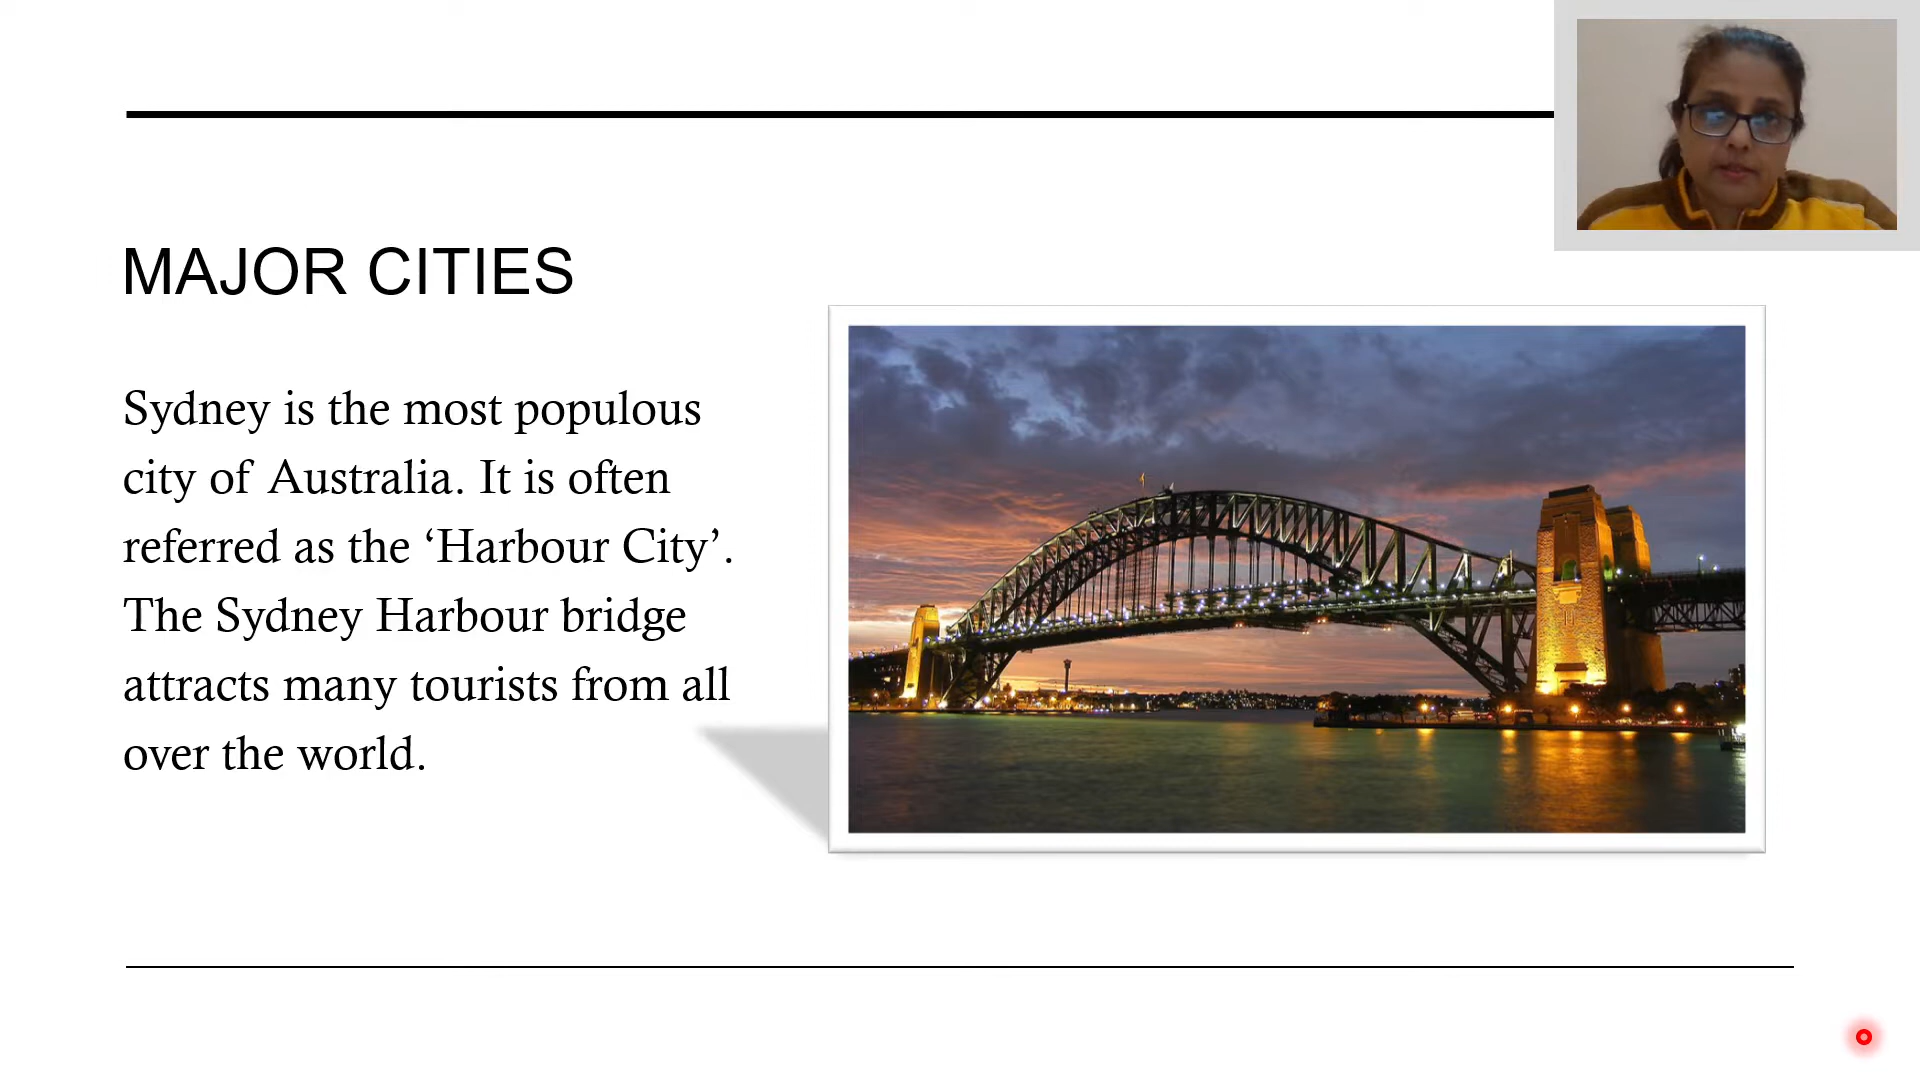 MAJOR CITIES
Sydney is the most populous
city of Australia. It is often
referred as the ‘Harbour City’.
The Sydney Harbour bridge
attracts many tourists from all
over the world.